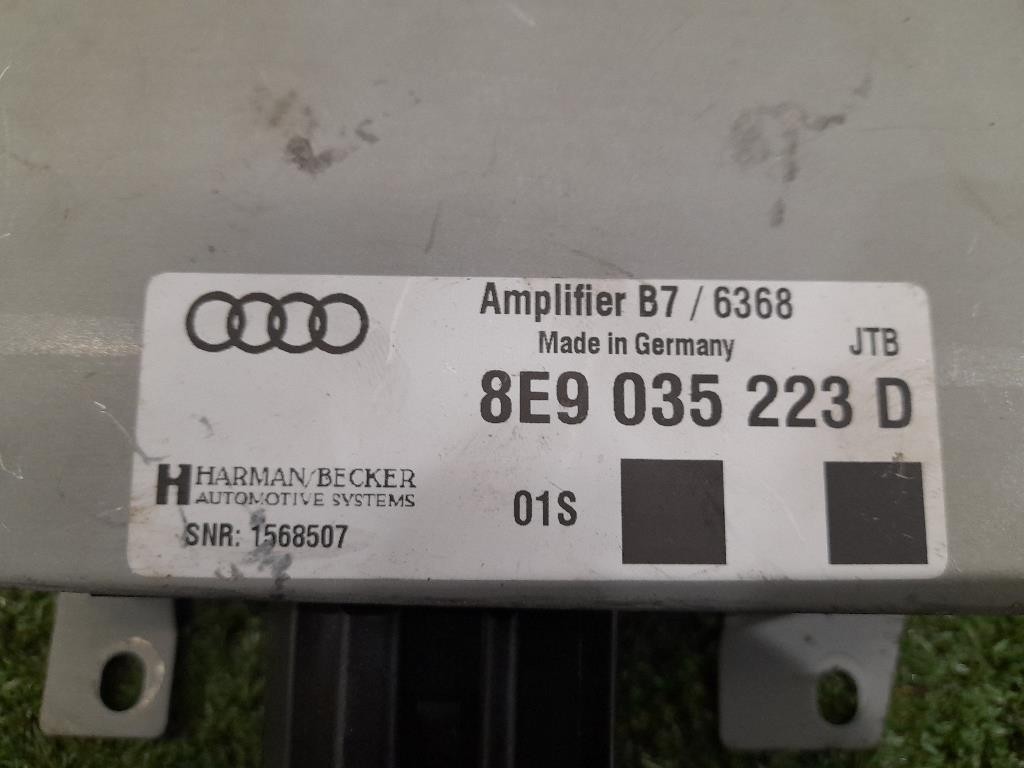 Amplifier B7 / 6368
Made in Germany JTB
8E9 035 223 D
HARMAN/BECKER
AUTOMOTIVE SYSTEMS
01S
SNR: 1568507